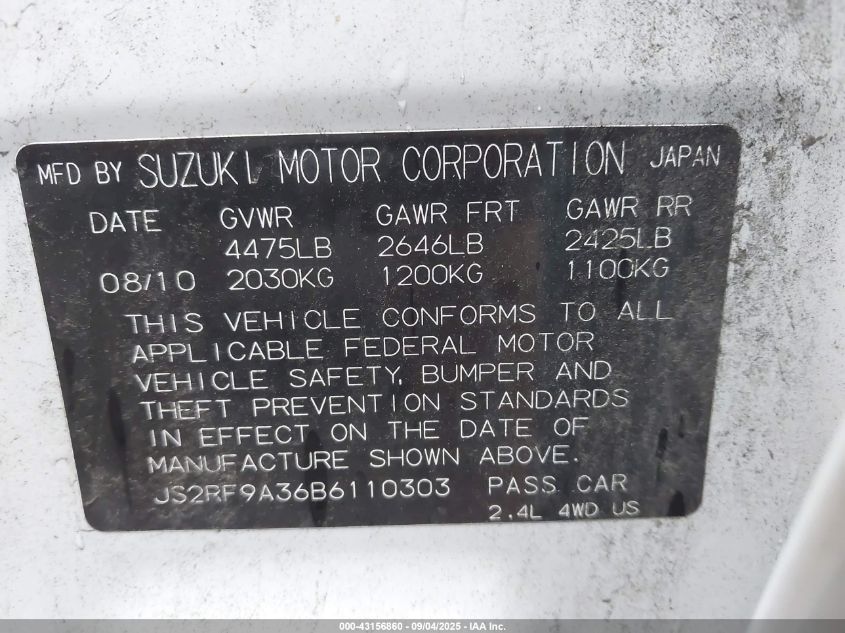 MFD BY SUZUKI MOTOR CORPORATION JAPAN
DATE GVWR GAWR FRT GAWR RR
4475LB 2646LB 2425LB
08/10 2030KG 1200KG 1100KG
THIS VEHICLE CONFORMS TO ALL
APPLICABLE FEDERAL MOTOR
VEHICLE SAFETY, BUMPER AND
THEFT PREVENTION STANDARDS
IN EFFECT ON THE DATE OF
MANUFACTURE SHOWN ABOVE.
JS2RF9A36B6110303 PASS CAR
2.4L 4WD US
000-43156860 - 09/04/2025 - IAA Inc.